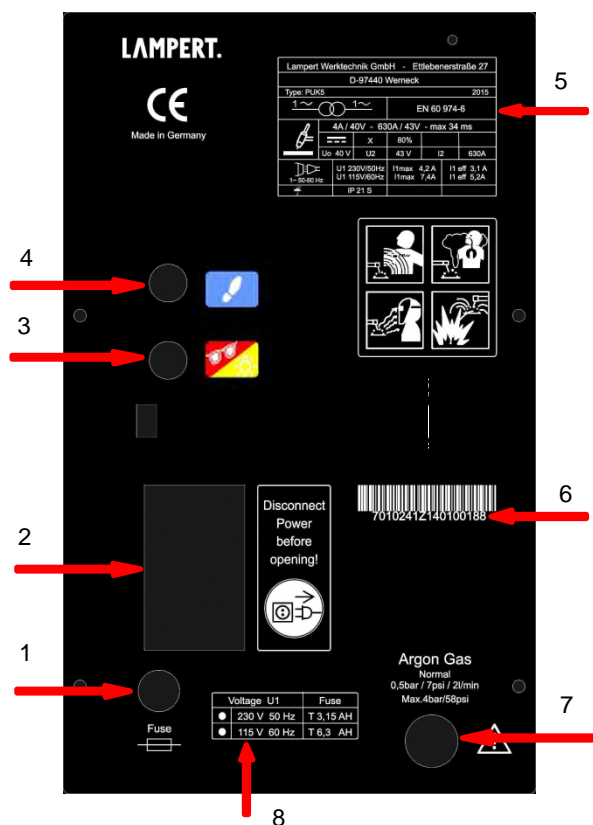 LAMPERT.
CE
Made in Germany
Lampert Werktechnik GmbH - Ettlebenerstraße 27
D-97440 Werneck
Type: PUK5 2015
1~ 1~ EN 60 974-6
4A / 40V - 630A / 43V - max 34 ms
X 80%
Uo 40 V U2 43 V I2 630A
1~ 50-60 Hz
U1 230V/50Hz I1max 4,2 A I1 eff 3,1 A
U1 115V/60Hz I1max 7,4A I1 eff 5,2A
IP 21 S
5
4
3
7010241Z140100188
6
2
Disconnect
Power
before
opening!
1
Fuse
Voltage U1 Fuse
230 V 50 Hz T 3,15 AH
115 V 60 Hz T 6,3 AH
8
Argon Gas
Normal
0,5bar / 7psi / 2l/min
Max.4bar/58psi
7